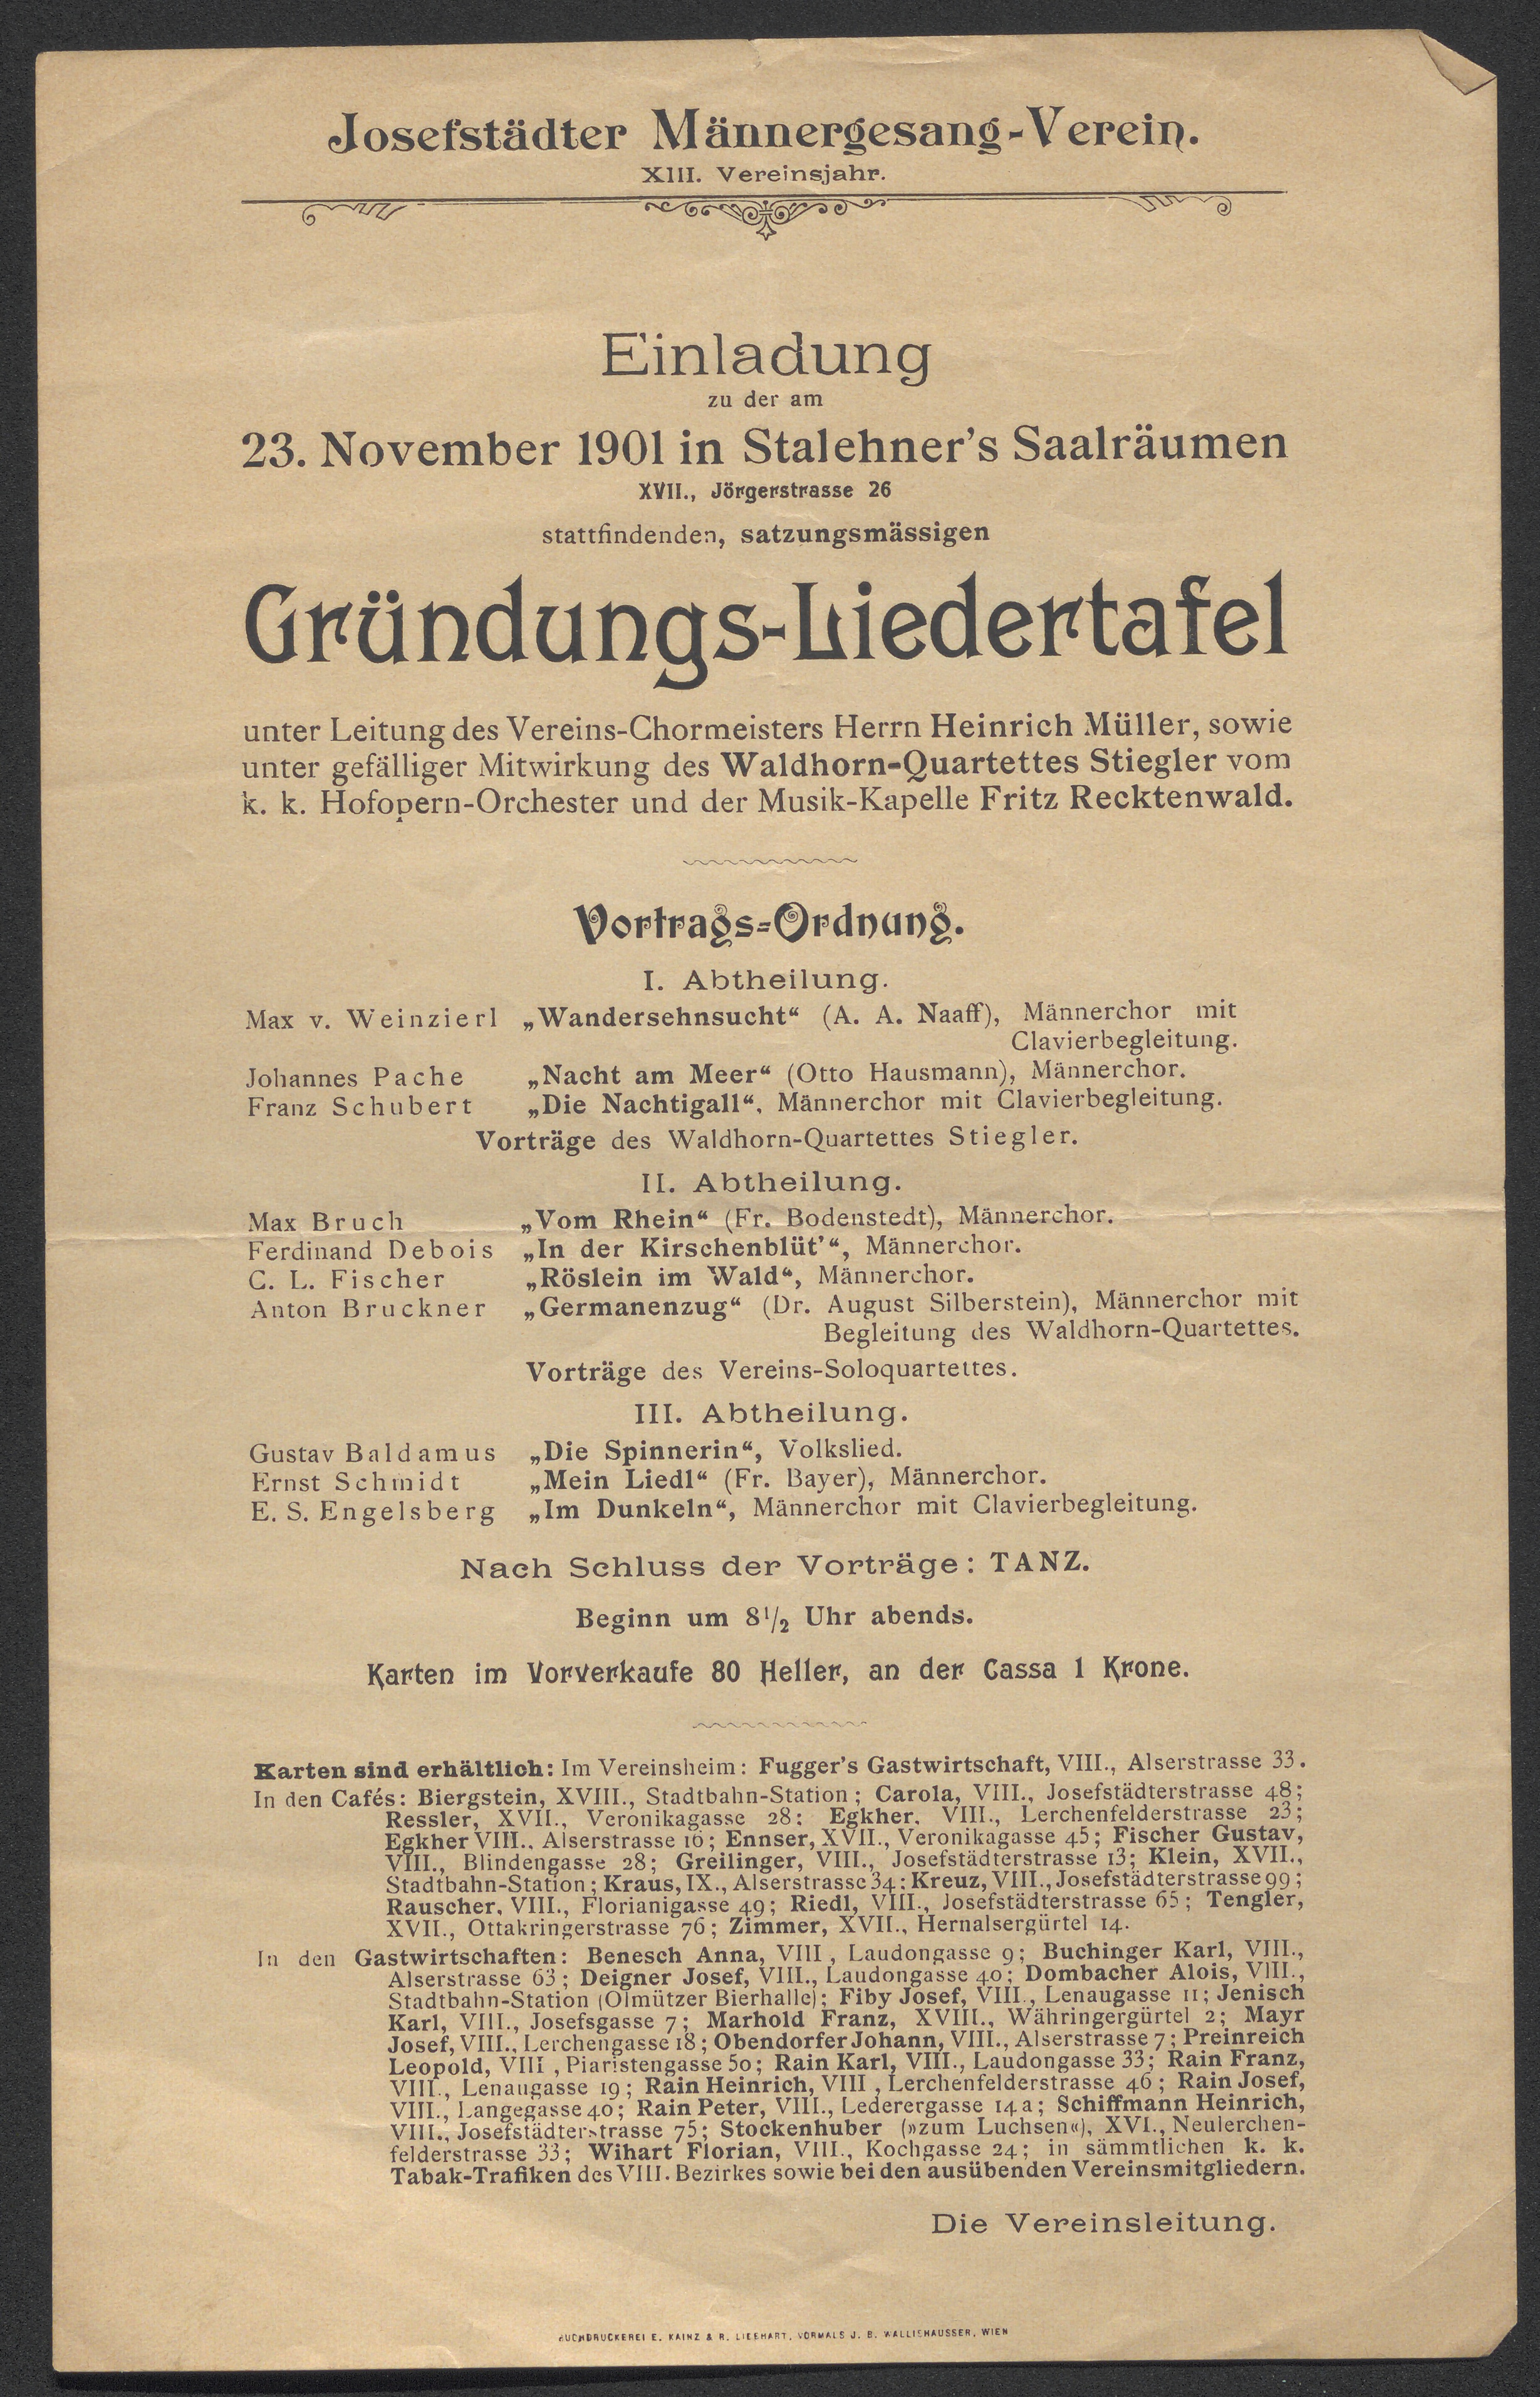 Josefstädter Männergesang-Verein.
XIII. Vereinsjahr.
Einladung
zu der am
23. November 1901 in Stalehner's Saalräumen
XVII., Jörgerstrasse 26
stattfindenden, satzungsmässigen
Gründungs-Liedertafel
unter Leitung des Vereins-Chormeisters Herrn Heinrich Müller, sowie
unter gefälliger Mitwirkung des Waldhorn-Quartettes Stiegler vom
k. k. Hofopern-Orchester und der Musik-Kapelle Fritz Recktenwald.
Vortrags-Ordnung.
I. Abtheilung.
Max v. Weinzierl „Wandersehnsucht“ (A. A. Naaff), Männerchor mit
Clavierbegleitung.
Johannes Pache „Nacht am Meer“ (Otto Hausmann), Männerchor.
Franz Schubert „Die Nachtigall“, Männerchor mit Clavierbegleitung.
Vorträge des Waldhorn-Quartettes Stiegler.
II. Abtheilung.
Max Bruch „Vom Rhein“ (Fr. Bodenstedt), Männerchor.
Ferdinand Debois „In der Kirschenblüt'“, Männerchor.
C. L. Fischer „Röslein im Wald“, Männerchor.
Anton Bruckner „Germanenzug“ (Dr. August Silberstein), Männerchor mit
Begleitung des Waldhorn-Quartettes.
Vorträge des Vereins-Soloquartettes.
III. Abtheilung.
Gustav Baldamus „Die Spinnerin“, Volkslied.
Ernst Schmidt „Mein Liedl“ (Fr. Bayer), Männerchor.
E. S. Engelsberg „Im Dunkeln“, Männerchor mit Clavierbegleitung.
Nach Schluss der Vorträge: TANZ.
Beginn um 8 1/2 Uhr abends.
Karten im Vorverkaufe 80 Heller, an der Cassa 1 Krone.
Karten sind erhältlich: Im Vereinsheim: Fugger's Gastwirtschaft, VIII., Alserstrasse 33.
In den Cafés: Biergstein, XVIII., Stadtbahn-Station; Carola, VIII., Josefstädterstrasse 48;
Ressler, XVII., Veronikagasse 28; Egkher, VIII., Lerchenfelderstrasse 23;
Egkher VIII., Alserstrasse 16; Ennser, XVII., Veronikagasse 45; Fischer Gustav,
VIII., Blindengasse 28; Greilinger, VIII., Josefstädterstrasse 13; Klein, XVII.,
Stadtbahn-Station; Kraus, IX., Alserstrasse 34; Kreuz, VIII., Josefstädterstrasse 99;
Rauscher, VIII., Florianigasse 49; Riedl, VIII., Josefstädterstrasse 65; Tengler,
XVII., Ottakringerstrasse 76; Zimmer, XVII., Hernalsergürtel 14.
In den Gastwirtschaften: Benesch Anna, VIII, Laudongasse 9; Buchinger Karl, VIII.,
Alserstrasse 63; Deigner Josef, VIII., Laudongasse 40; Dombacher Alois, VIII.,
Stadtbahn-Station (Olmützer Bierhalle); Fiby Josef, VIII., Lenaugasse 11; Jenisch
Karl, VIII., Josefsgasse 7; Marhold Franz, XVIII., Währingergürtel 2; Mayr
Josef, VIII., Lerchengasse 18; Obendorfer Johann, VIII., Alserstrasse 7; Preinreich
Leopold, VIII, Piaristengasse 50; Rain Karl, VIII., Laudongasse 33; Rain Franz,
VIII., Lenaugasse 19; Rain Heinrich, VIII, Lerchenfelderstrasse 46; Rain Josef,
VIII., Langegasse 40; Rain Peter, VIII., Lederergasse 14a; Schiffmann Heinrich,
VIII., Josefstädterstrasse 75; Stockenhuber (»zum Luchsen«), XVI., Neulerchen-
felderstrasse 33; Wihart Florian, VIII., Kochgasse 24; in sämmtlichen k. k.
Tabak-Trafiken des VIII. Bezirkes sowie bei den ausübenden Vereinsmitgliedern.
Die Vereinsleitung.
BUCHDRUCKEREI E. KAINZ & R. LIEBHART, VORMALS J. B. WALLISHAUSSER, WIEN